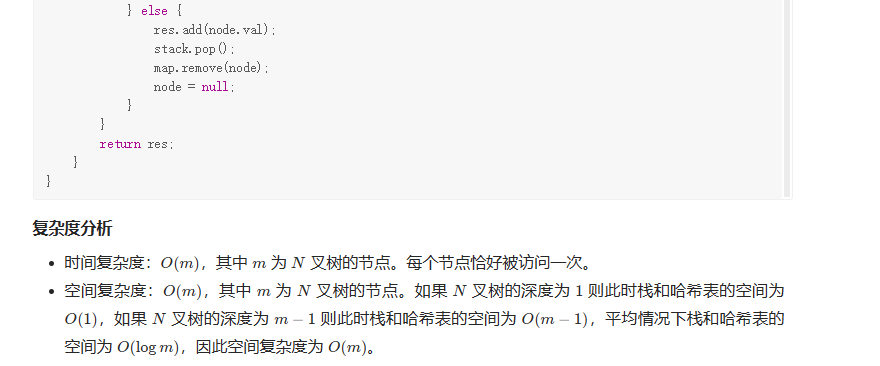 } else {
res.add(node.val);
stack.pop();
map.remove(node);
node = null;
}
}
return res;
}
}
复杂度分析
• 时间复杂度：O(m)，其中 m 为 N 叉树的节点。每个节点恰好被访问一次。
• 空间复杂度：O(m)，其中 m 为 N 叉树的节点。如果 N 叉树的深度为 1 则此时栈和哈希表的空间为
O(1)，如果 N 叉树的深度为 m − 1 则此时栈和哈希表的空间为 O(m − 1)，平均情况下栈和哈希表的
空间为 O(log m)，因此空间复杂度为 O(m)。